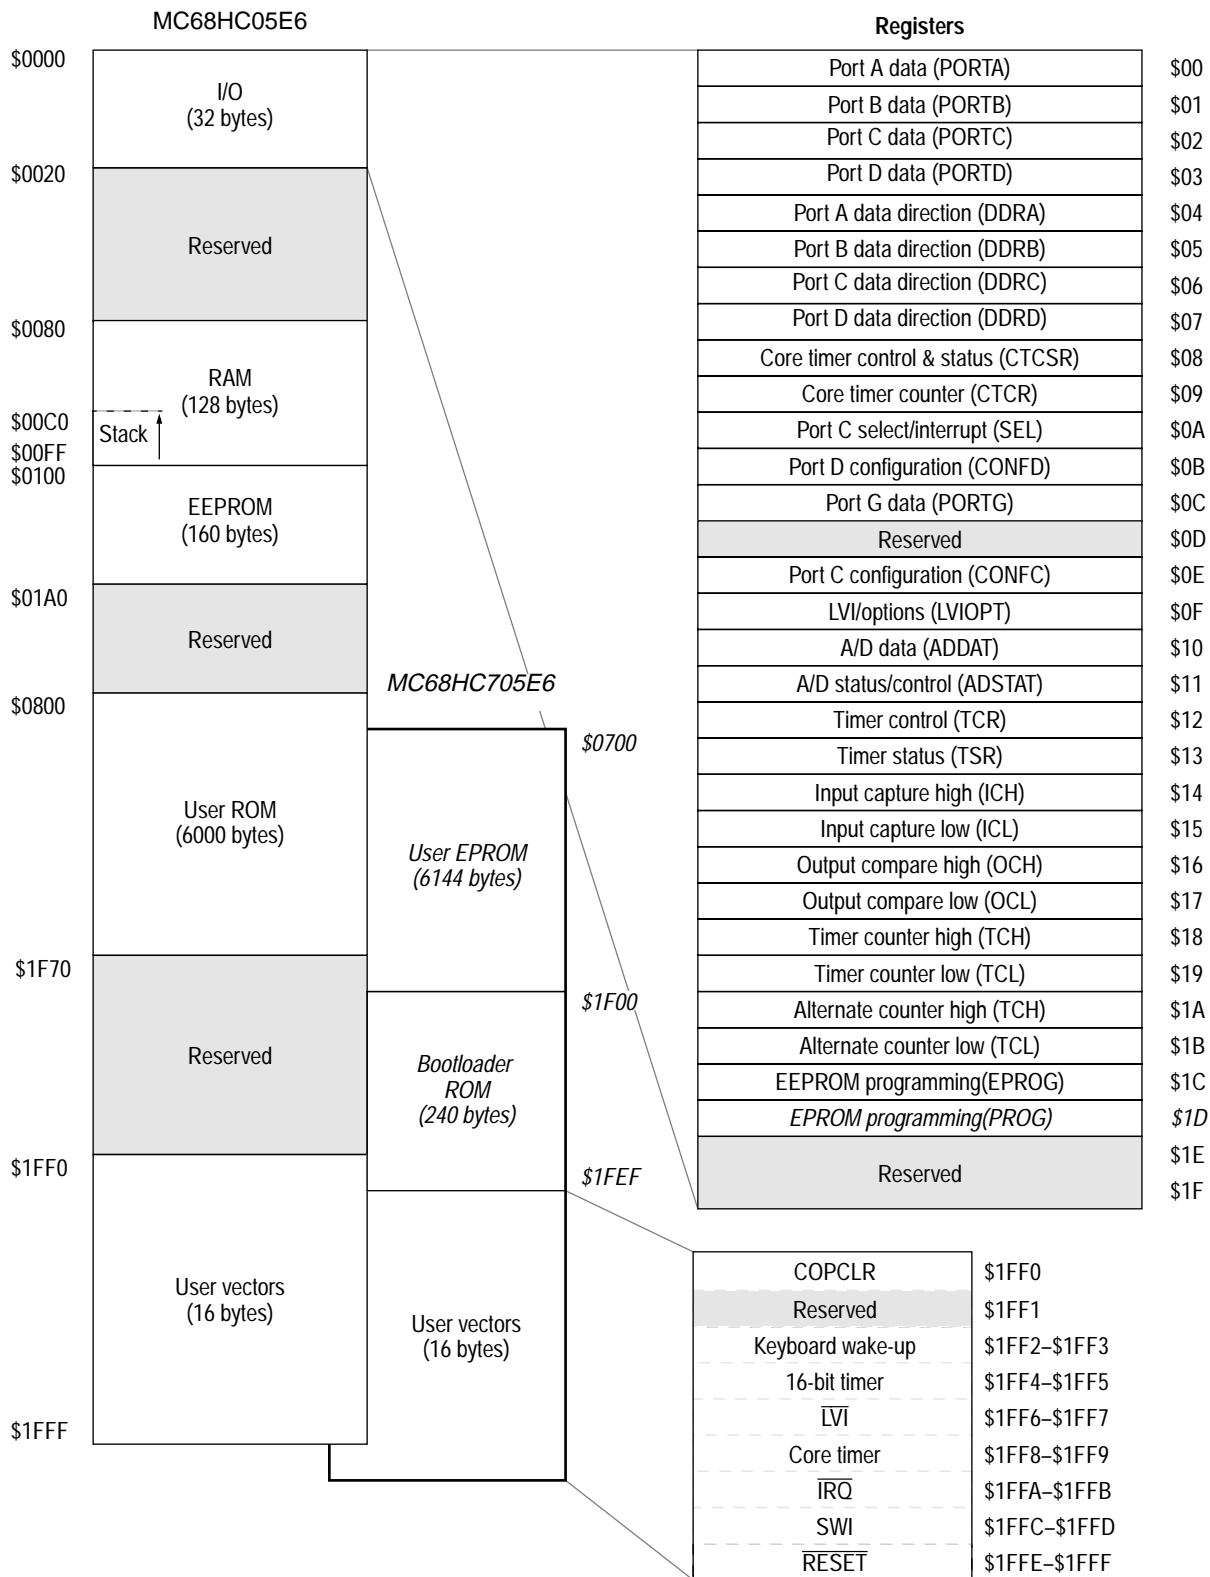 MC68HC05E6
$0000
I/O
(32 bytes)
$0020
Reserved
$0080
RAM
(128 bytes)
$00C0
Stack
$00FF
$0100
EEPROM
(160 bytes)
$01A0
Reserved
$0800
User ROM
(6000 bytes)
$1F70
Reserved
$1FF0
User vectors
(16 bytes)
$1FFF
MC68HC705E6
$0700
User EPROM
(6144 bytes)
$1F00
Bootloader
ROM
(240 bytes)
$1FEF
User vectors
(16 bytes)
Registers
Port A data (PORTA) $00
Port B data (PORTB) $01
Port C data (PORTC) $02
Port D data (PORTD) $03
Port A data direction (DDRA) $04
Port B data direction (DDRB) $05
Port C data direction (DDRC) $06
Port D data direction (DDRD) $07
Core timer control & status (CTCSR) $08
Core timer counter (CTCR) $09
Port C select/interrupt (SEL) $0A
Port D configuration (CONFD) $0B
Port G data (PORTG) $0C
Reserved $0D
Port C configuration (CONFC) $0E
LVI/options (LVIOPT) $0F
A/D data (ADDAT) $10
A/D status/control (ADSTAT) $11
Timer control (TCR) $12
Timer status (TSR) $13
Input capture high (ICH) $14
Input capture low (ICL) $15
Output compare high (OCH) $16
Output compare low (OCL) $17
Timer counter high (TCH) $18
Timer counter low (TCL) $19
Alternate counter high (TCH) $1A
Alternate counter low (TCL) $1B
EEPROM programming(EPROG) $1C
EPROM programming(PROG) $1D
$1E
Reserved
$1F
COPCLR $1FF0
Reserved $1FF1
Keyboard wake-up $1FF2–$1FF3
16-bit timer $1FF4–$1FF5
LVI $1FF6–$1FF7
Core timer $1FF8–$1FF9
IRQ $1FFA–$1FFB
SWI $1FFC–$1FFD
RESET $1FFE–$1FFF